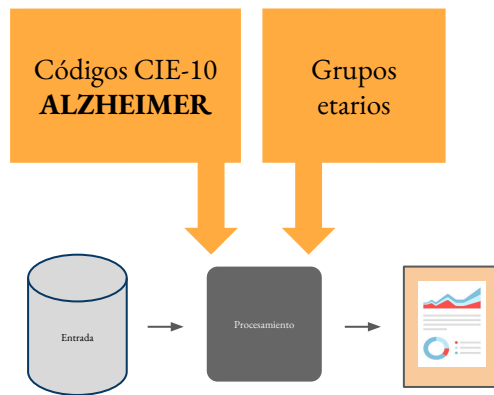 Códigos CIE-10
ALZHEIMER
Grupos
etarios
Entrada
Procesamiento